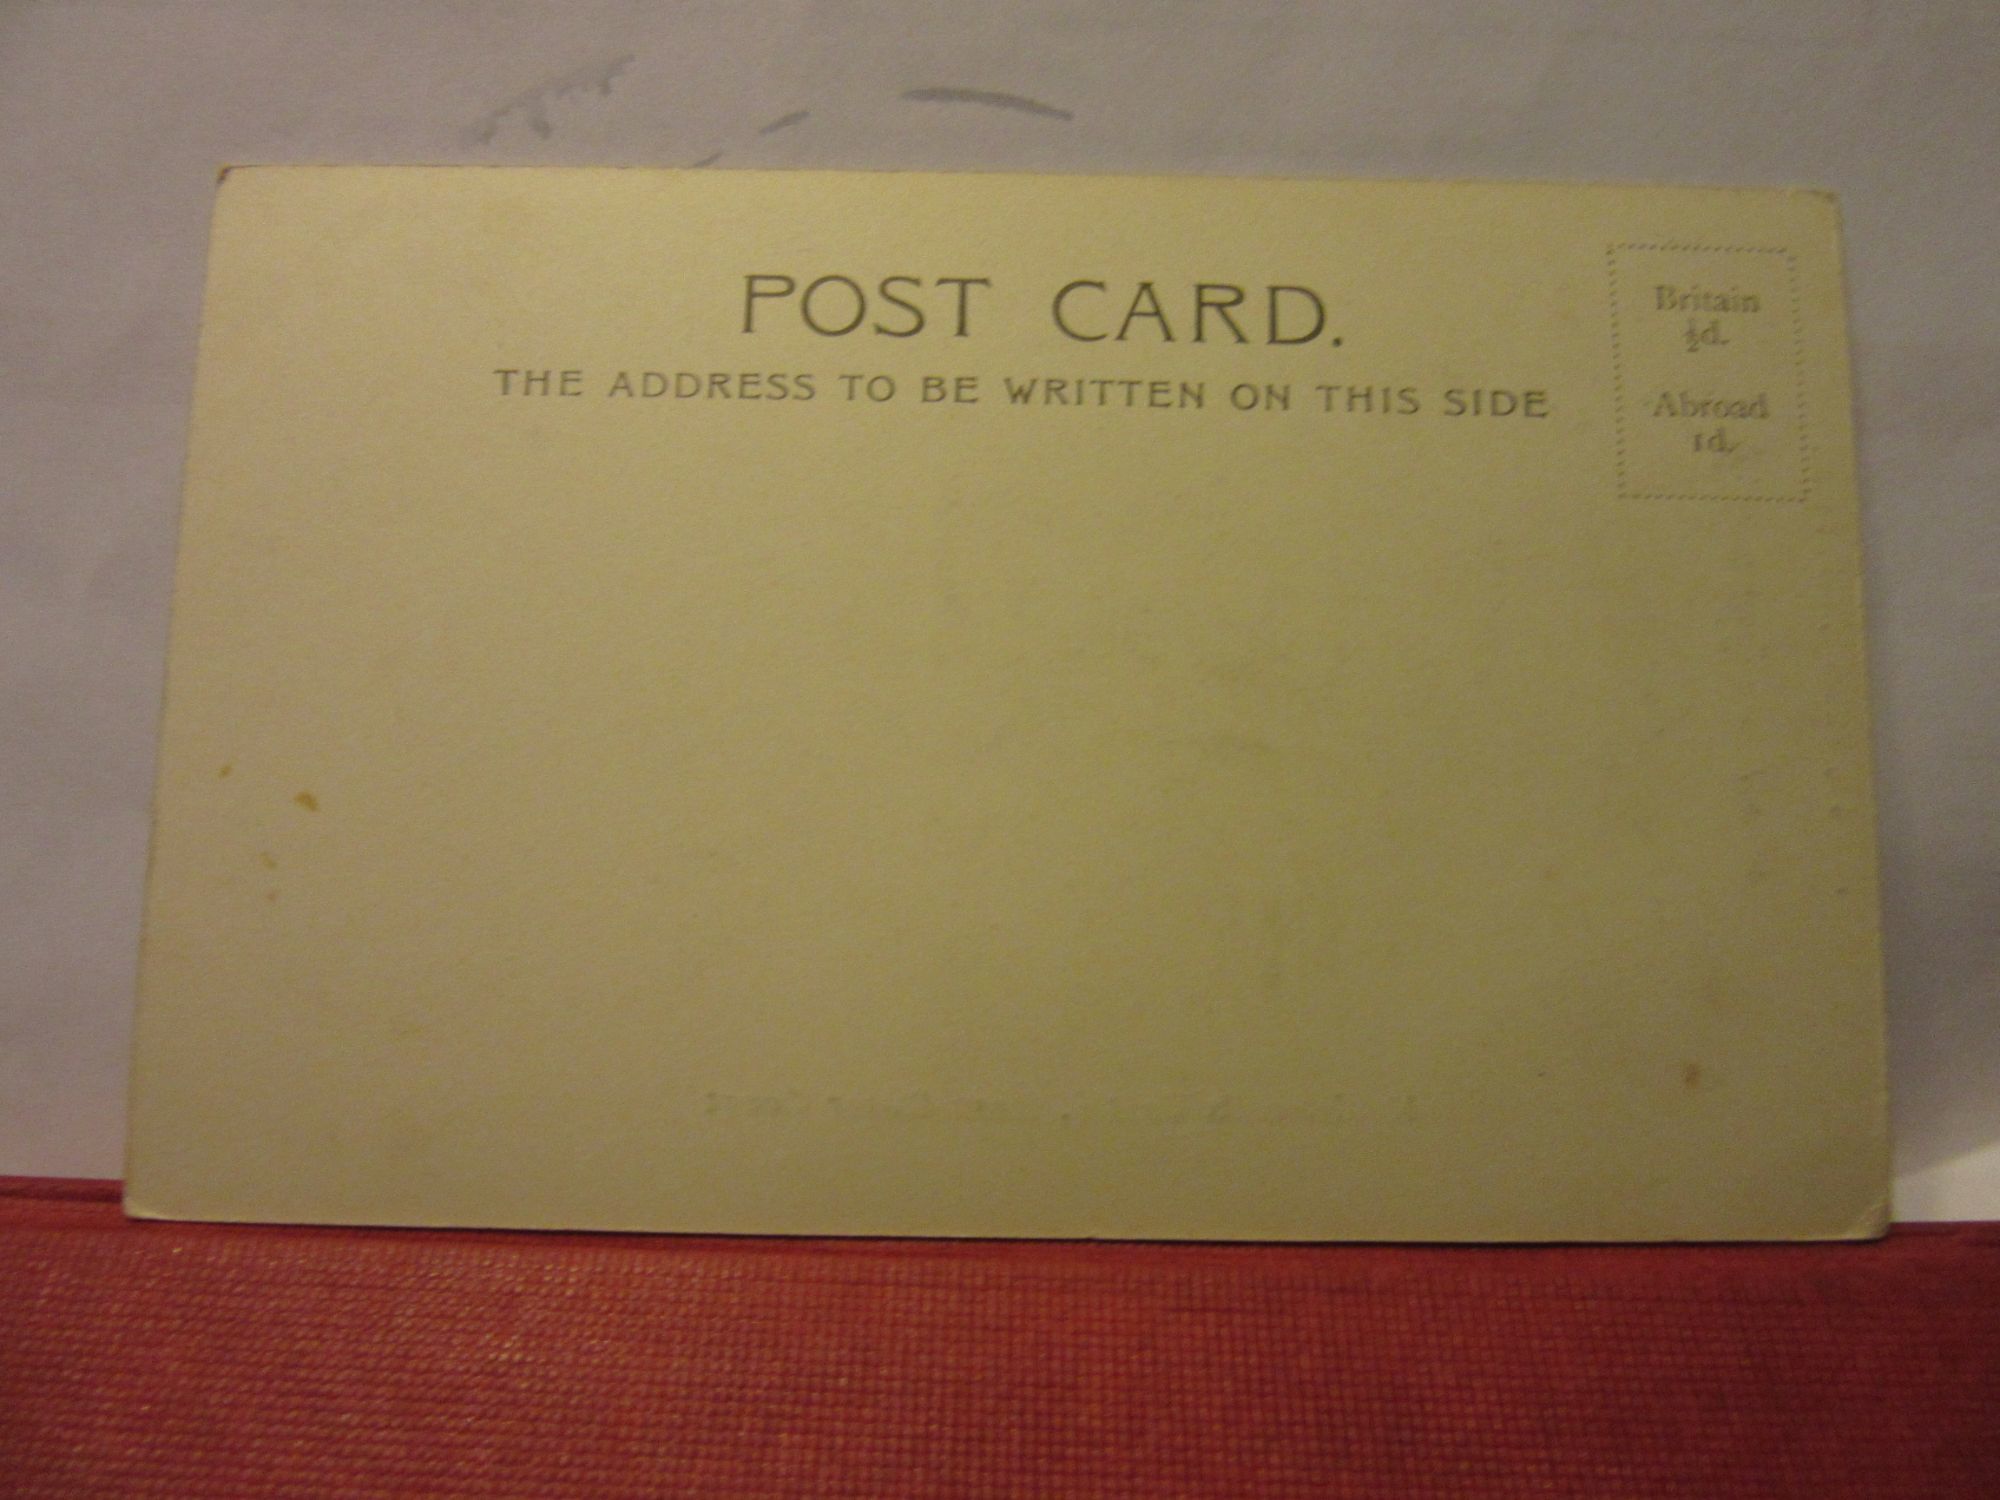 POST CARD.
THE ADDRESS TO BE WRITTEN ON THIS SIDE
Britain
½d.
Abroad
1d.